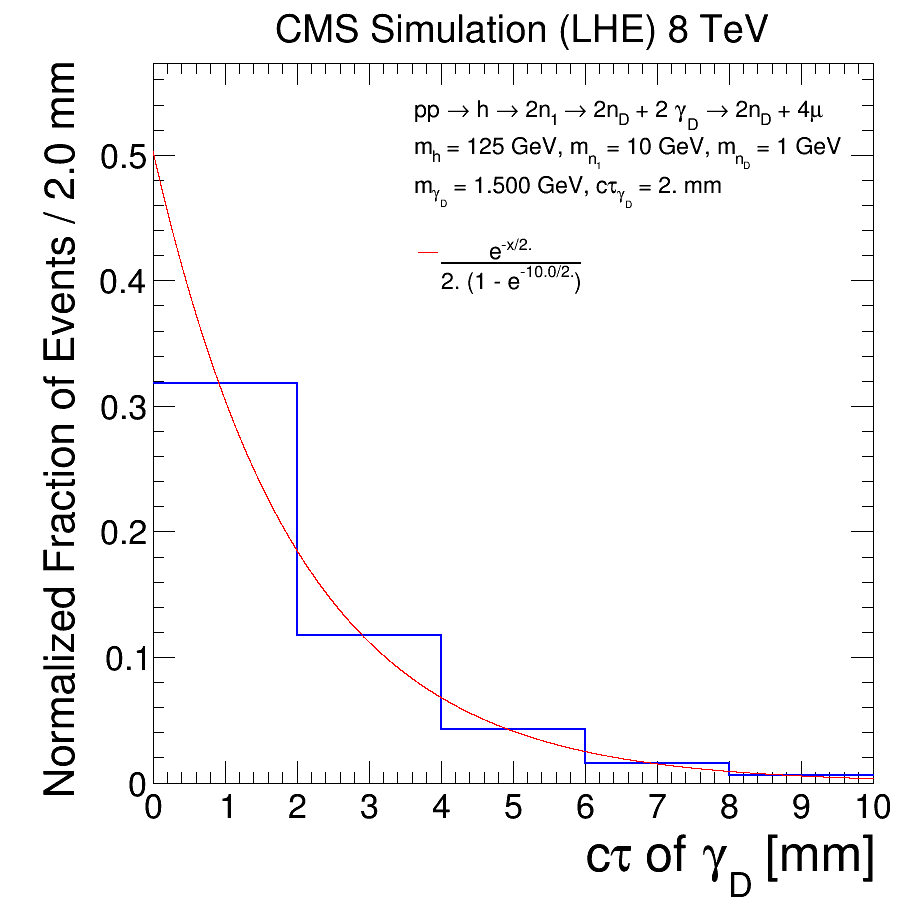 CMS Simulation (LHE) 8 TeV
Normalized Fraction of Events / 2.0 mm
pp → h → 2n1 → 2nD + 2 γD → 2nD + 4μ
mh = 125 GeV, mn1 = 10 GeV, mnD = 1 GeV
mγD = 1.500 GeV, cτγD = 2. mm
e-x/2.
2. (1 - e-10.0/2.)
0.5
0.4
0.3
0.2
0.1
0
0 1 2 3 4 5 6 7 8 9 10
cτ of γD [mm]